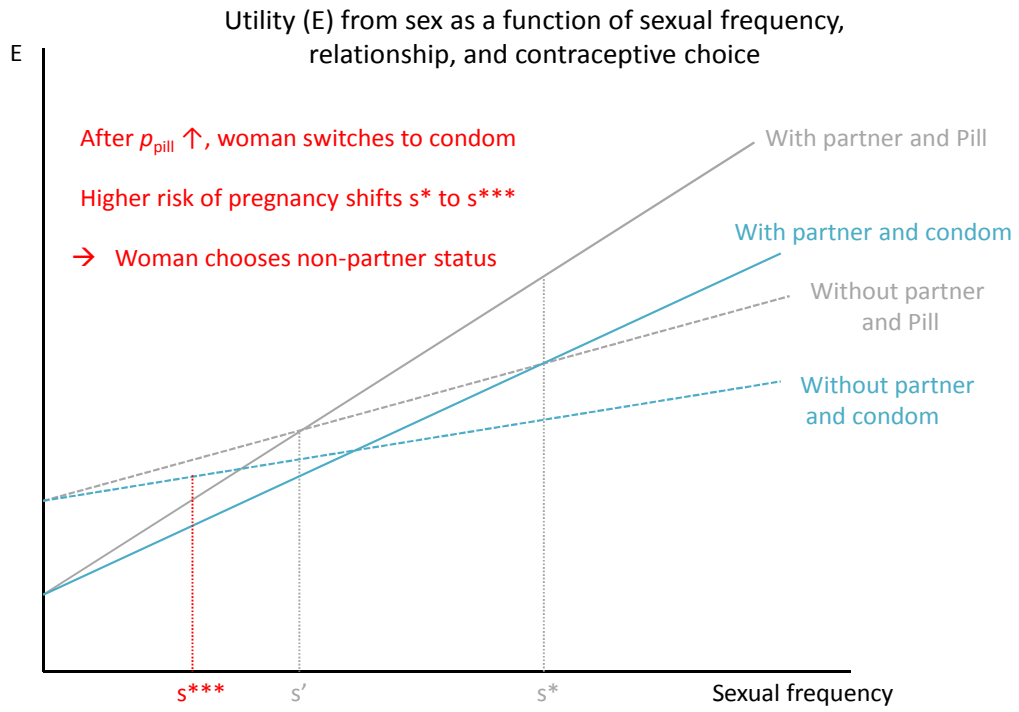 Utility (E) from sex as a function of sexual frequency,
relationship, and contraceptive choice
E
After p_pill ↑, woman switches to condom
Higher risk of pregnancy shifts s* to s***
→ Woman chooses non-partner status
With partner and Pill
With partner and condom
Without partner
and Pill
Without partner
and condom
s***
s’
s*
Sexual frequency